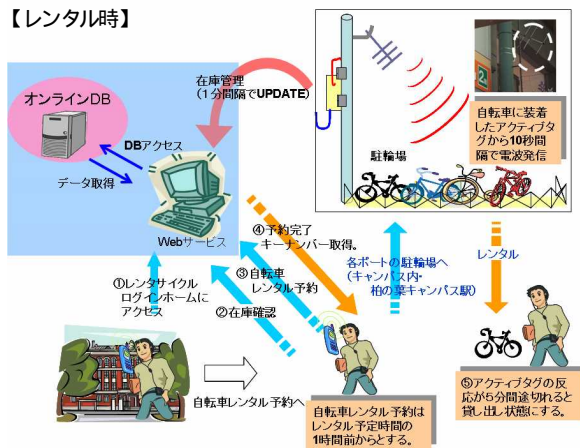 【レンタル時】
在庫管理
(1分間隔でUPDATE)
オンラインDB
DBアクセス
データ取得
Webサービス
駐輪場
2
自転車に装着
したアクティブタ
グから10秒間
隔で電波発信
④予約完了
キーナンバー取得。
③自転車
レンタル予約
②在庫確認
①レンタサイクル
ログインホームに
アクセス
各ポートの駐輪場へ
(キャンパス内・
柏の葉キャンパス駅)
レンタル
自転車レンタル予約へ
自転車レンタル予約は
レンタル予定時間の
1時間前からとする。
⑤アクティブタグの反
応が5分間途切れると
貸し出し状態にする。